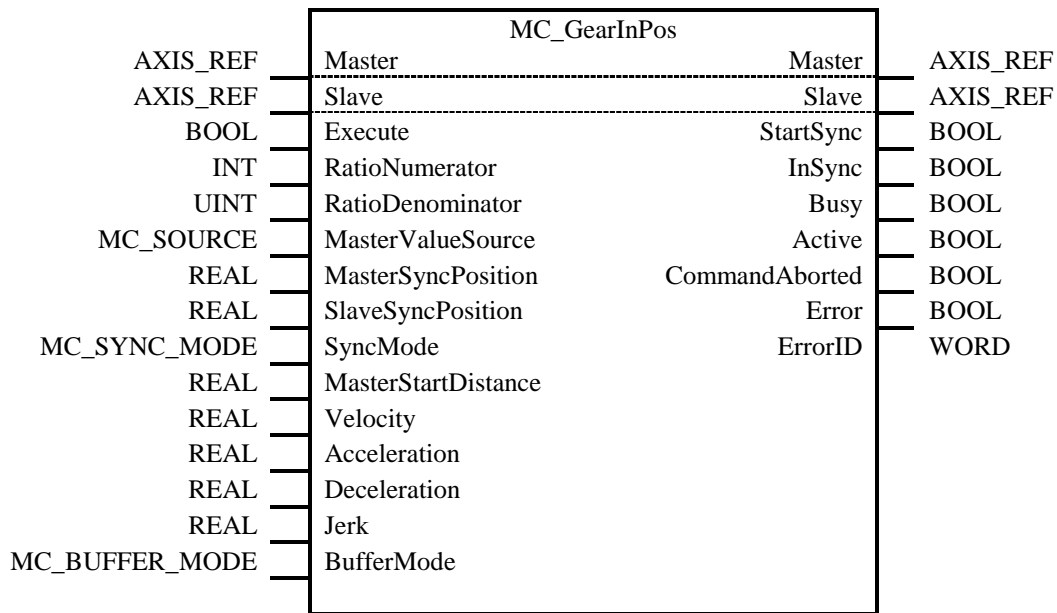 MC_GearInPos
AXIS_REF Master Master AXIS_REF
AXIS_REF Slave Slave AXIS_REF
BOOL Execute StartSync BOOL
INT RatioNumerator InSync BOOL
UINT RatioDenominator Busy BOOL
MC_SOURCE MasterValueSource Active BOOL
REAL MasterSyncPosition CommandAborted BOOL
REAL SlaveSyncPosition Error BOOL
MC_SYNC_MODE SyncMode ErrorID WORD
REAL MasterStartDistance
REAL Velocity
REAL Acceleration
REAL Deceleration
REAL Jerk
MC_BUFFER_MODE BufferMode